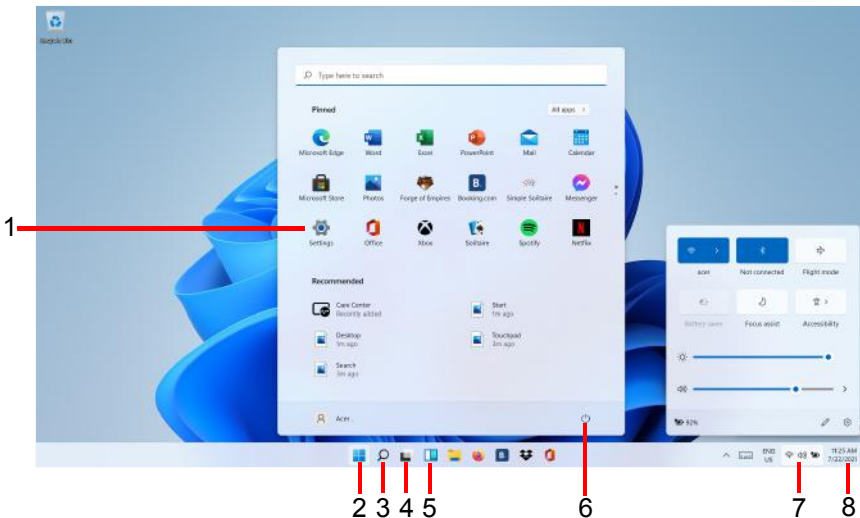 Recycle Bin
Type here to search
Pinned
All apps >
Microsoft Edge Word Excel PowerPoint Mail Calendar
Microsoft Store Photos Forge of Empires Booking.com Simple Solitaire Messenger
Settings Office Xbox Solitaire Spotify Netflix
Recommended
Care Center
Recently added
Start
1m ago
Desktop
1m ago
Touchpad
3m ago
Search
3m ago
Acer .
acer Not connected Flight mode
Battery saver Focus assist Accessibility
92%
ENG
US
11:25 AM
7/22/2021
1
2 3 4 5 6 7 8